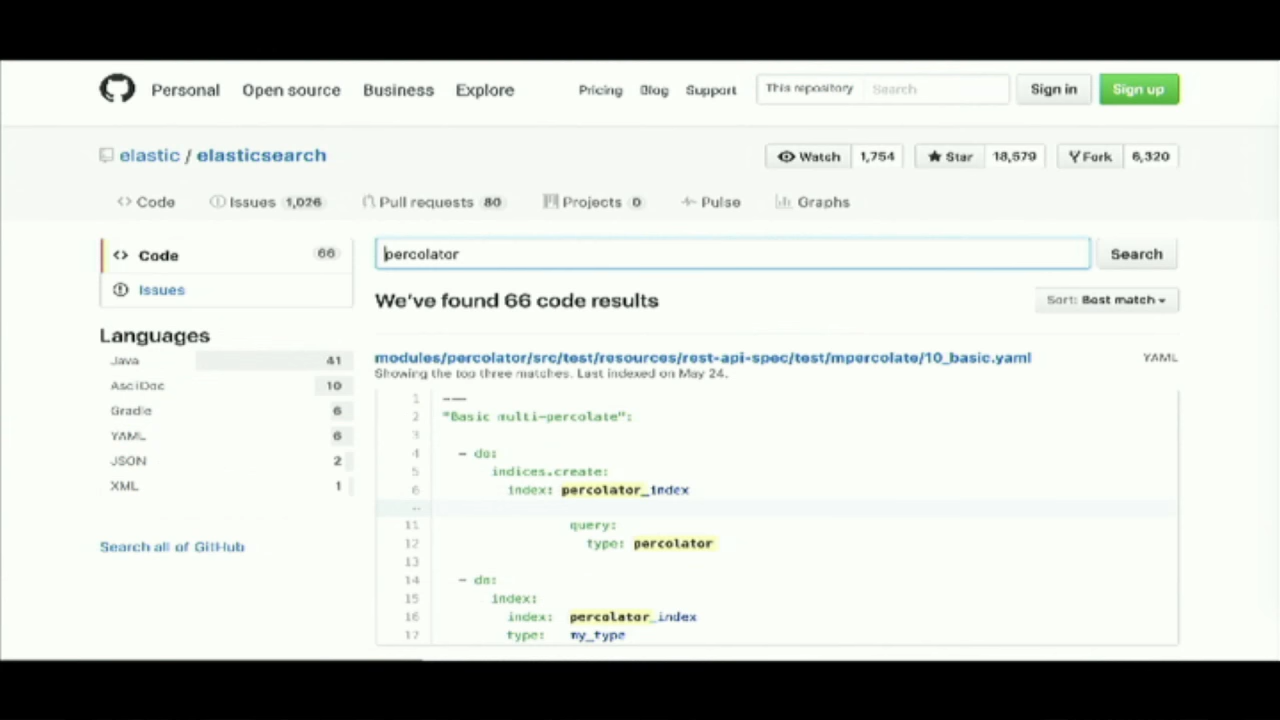 Personal Open source Business Explore Pricing Blog Support This repository Search Sign in Sign up
elastic / elasticsearch Watch 1,754 Star 18,579 Fork 6,320
Code Issues 1,026 Pull requests 80 Projects 0 Pulse Graphs
Code 66
Issues
percolator Search
We've found 66 code results Sort: Best match
Languages
Java 41
AsciiDoc 10
Gradle 6
YAML 6
JSON 2
XML 1
Search all of GitHub
modules/percolator/src/test/resources/rest-api-spec/test/mpercolate/10_basic.yaml YAML
Showing the top three matches. Last indexed on May 24.
1 ---
2 "Basic multi-percolate":
3
4 - do:
5 indices.create:
6 index: percolator_index
11 query:
12 type: percolator
13
14 - do:
15 index:
16 index: percolator_index
17 type: my_type